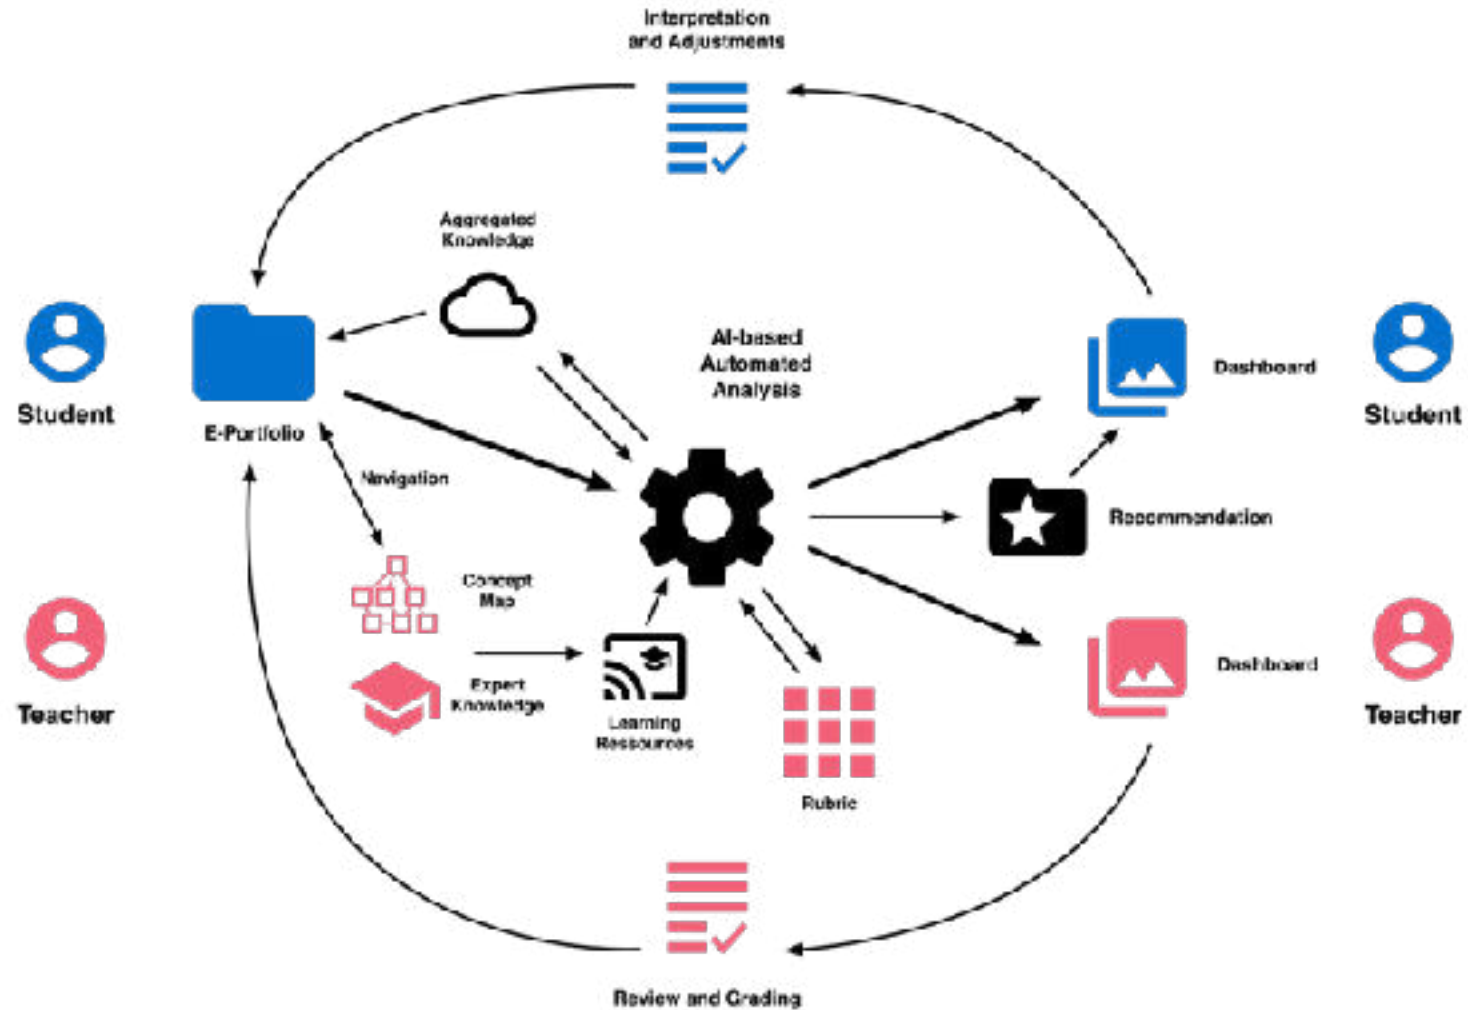 Interpretation
and Adjustments
Aggregated
Knowledge
AI-based
Automated
Analysis
Student
E-Portfolio
Dashboard
Student
Navigation
Recommendation
Concept
Map
Teacher
Expert
Knowledge
Learning
Ressources
Rubric
Dashboard
Teacher
Review and Grading